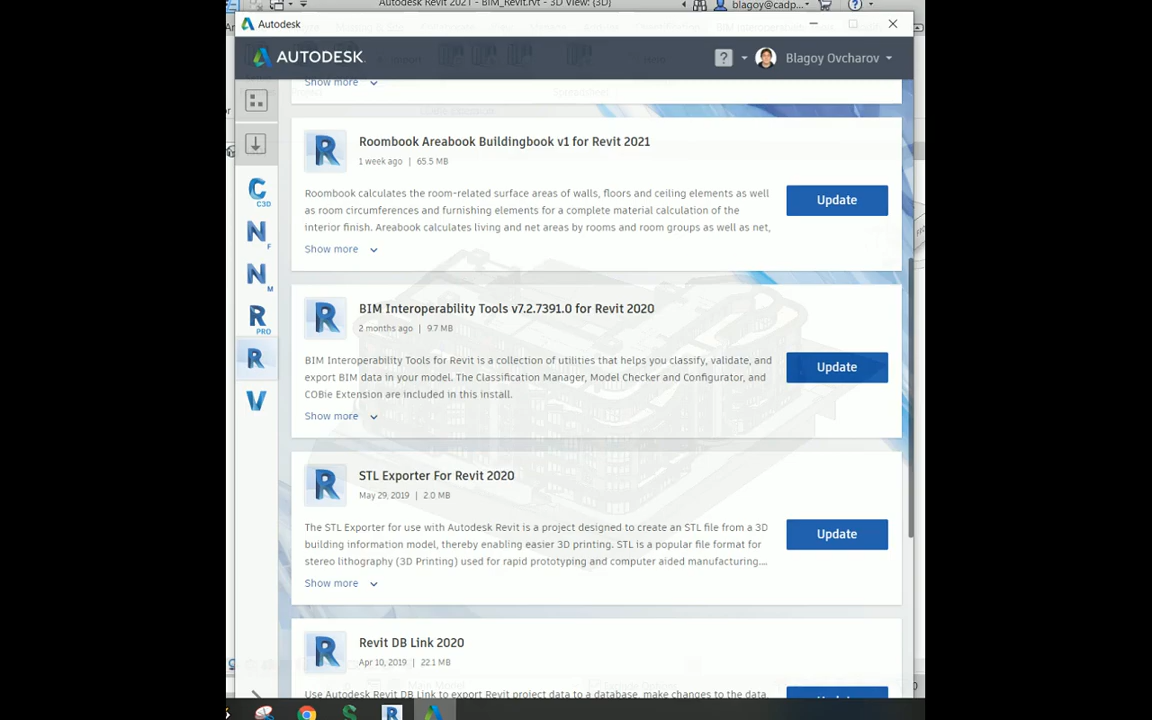 Autodesk Revit 2021 - BIM_Revit.rvt - 3D View: {3D}
blagoy@cadp...
Autodesk
AUTODESK.
?
Blagoy Ovcharov
Show more
Roombook Areabook Buildingbook v1 for Revit 2021
1 week ago | 65.5 MB
Roombook calculates the room-related surface areas of walls, floors and ceiling elements as well
as room circumferences and furnishing elements for a complete material calculation of the
interior finish. Areabook calculates living and net areas by rooms and room groups as well as net,
Update
Show more
C
C3D
N
F
N
M
R
PRO
R
V
BIM Interoperability Tools v7.2.7391.0 for Revit 2020
2 months ago | 9.7 MB
BIM Interoperability Tools for Revit is a collection of utilities that helps you classify, validate, and
export BIM data in your model. The Classification Manager, Model Checker and Configurator, and
COBie Extension are included in this install.
Update
Show more
STL Exporter For Revit 2020
May 29, 2019 | 2.0 MB
The STL Exporter for use with Autodesk Revit is a project designed to create an STL file from a 3D
building information model, thereby enabling easier 3D printing. STL is a popular file format for
stereo lithography (3D Printing) used for rapid prototyping and computer aided manufacturing....
Update
Show more
Revit DB Link 2020
Apr 10, 2019 | 22.1 MB
Use Autodesk Revit DB Link to export Revit project data to a database, make changes to the data,